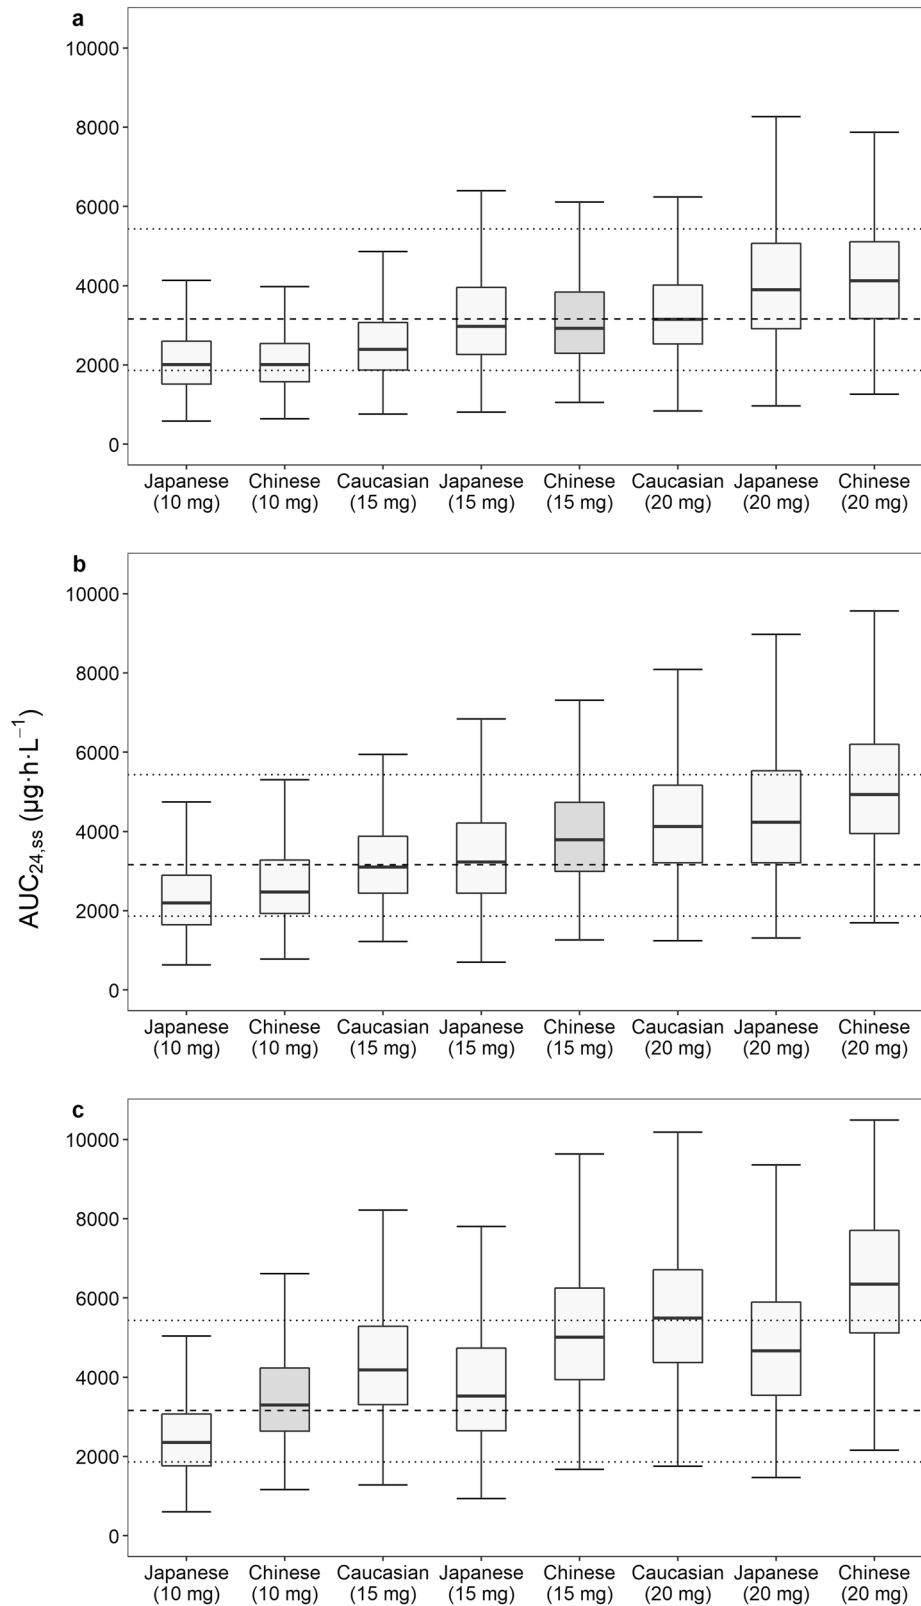 a
10000
8000
6000
4000
2000
0
Japanese Chinese Caucasian Japanese Chinese Caucasian Japanese Chinese
(10 mg) (10 mg) (15 mg) (15 mg) (15 mg) (20 mg) (20 mg) (20 mg)
b
10000
8000
6000
4000
2000
0
AUC24,ss (µg·h·L−1)
Japanese Chinese Caucasian Japanese Chinese Caucasian Japanese Chinese
(10 mg) (10 mg) (15 mg) (15 mg) (15 mg) (20 mg) (20 mg) (20 mg)
c
10000
8000
6000
4000
2000
0
Japanese Chinese Caucasian Japanese Chinese Caucasian Japanese Chinese
(10 mg) (10 mg) (15 mg) (15 mg) (15 mg) (20 mg) (20 mg) (20 mg)